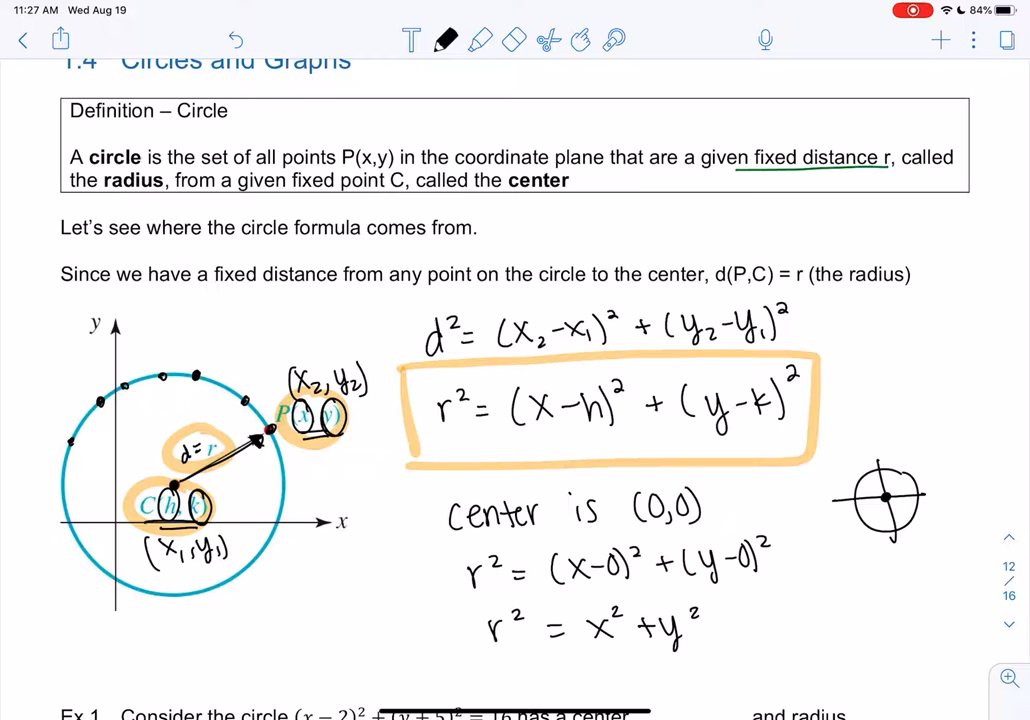 11:27 AM Wed Aug 19
84%
T
1.4 Circles and Graphs
Definition – Circle
A circle is the set of all points P(x,y) in the coordinate plane that are a given fixed distance r, called
the radius, from a given fixed point C, called the center
Let's see where the circle formula comes from.
Since we have a fixed distance from any point on the circle to the center, d(P,C) = r (the radius)
y
d² = (x₂-x₁)² + (y₂-y₁)²
(x₂, y₂)
P(x, y)
r² = (x-h)² + (y-k)²
d = r
C(h, k)
x
(x₁, y₁)
center is (0,0)
r² = (x-0)² + (y-0)²
r² = x² + y²
12
/
16
Ex 1 Consider the circle (x – 2)² + (y + 5)² = 16 has a center and radius